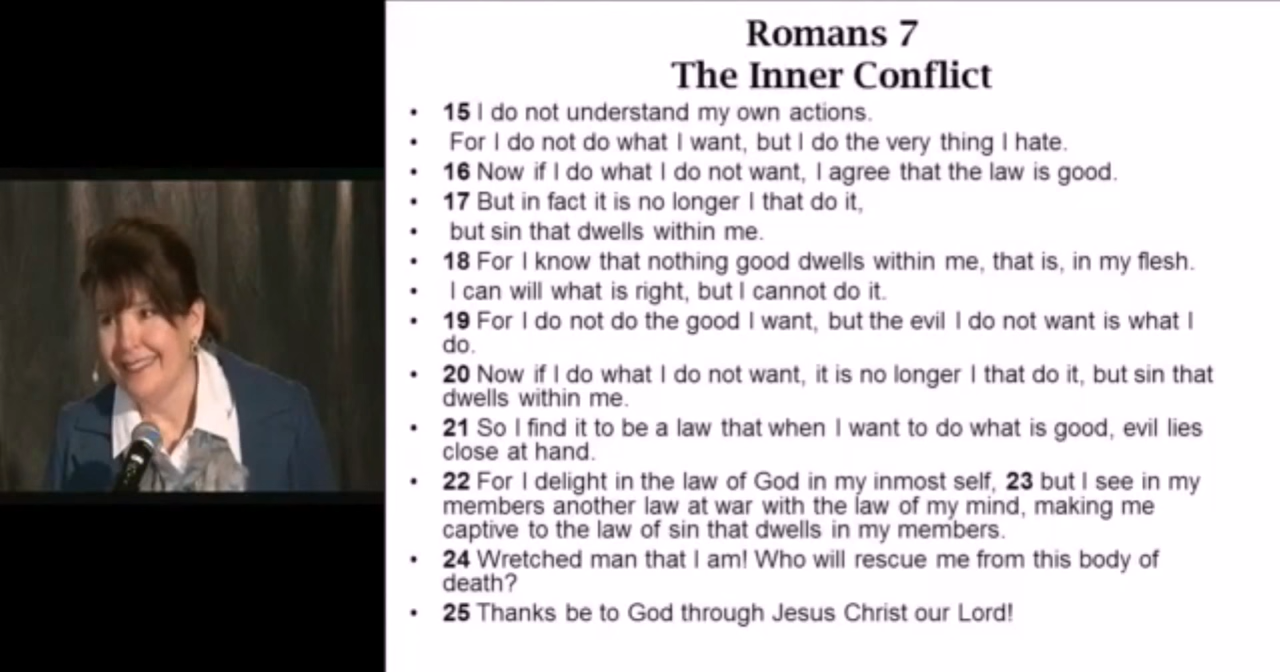 Romans 7
The Inner Conflict
• 15 I do not understand my own actions.
• For I do not do what I want, but I do the very thing I hate.
• 16 Now if I do what I do not want, I agree that the law is good.
• 17 But in fact it is no longer I that do it,
• but sin that dwells within me.
• 18 For I know that nothing good dwells within me, that is, in my flesh.
• I can will what is right, but I cannot do it.
• 19 For I do not do the good I want, but the evil I do not want is what I
do.
• 20 Now if I do what I do not want, it is no longer I that do it, but sin that
dwells within me.
• 21 So I find it to be a law that when I want to do what is good, evil lies
close at hand.
• 22 For I delight in the law of God in my inmost self, 23 but I see in my
members another law at war with the law of my mind, making me
captive to the law of sin that dwells in my members.
• 24 Wretched man that I am! Who will rescue me from this body of
death?
• 25 Thanks be to God through Jesus Christ our Lord!